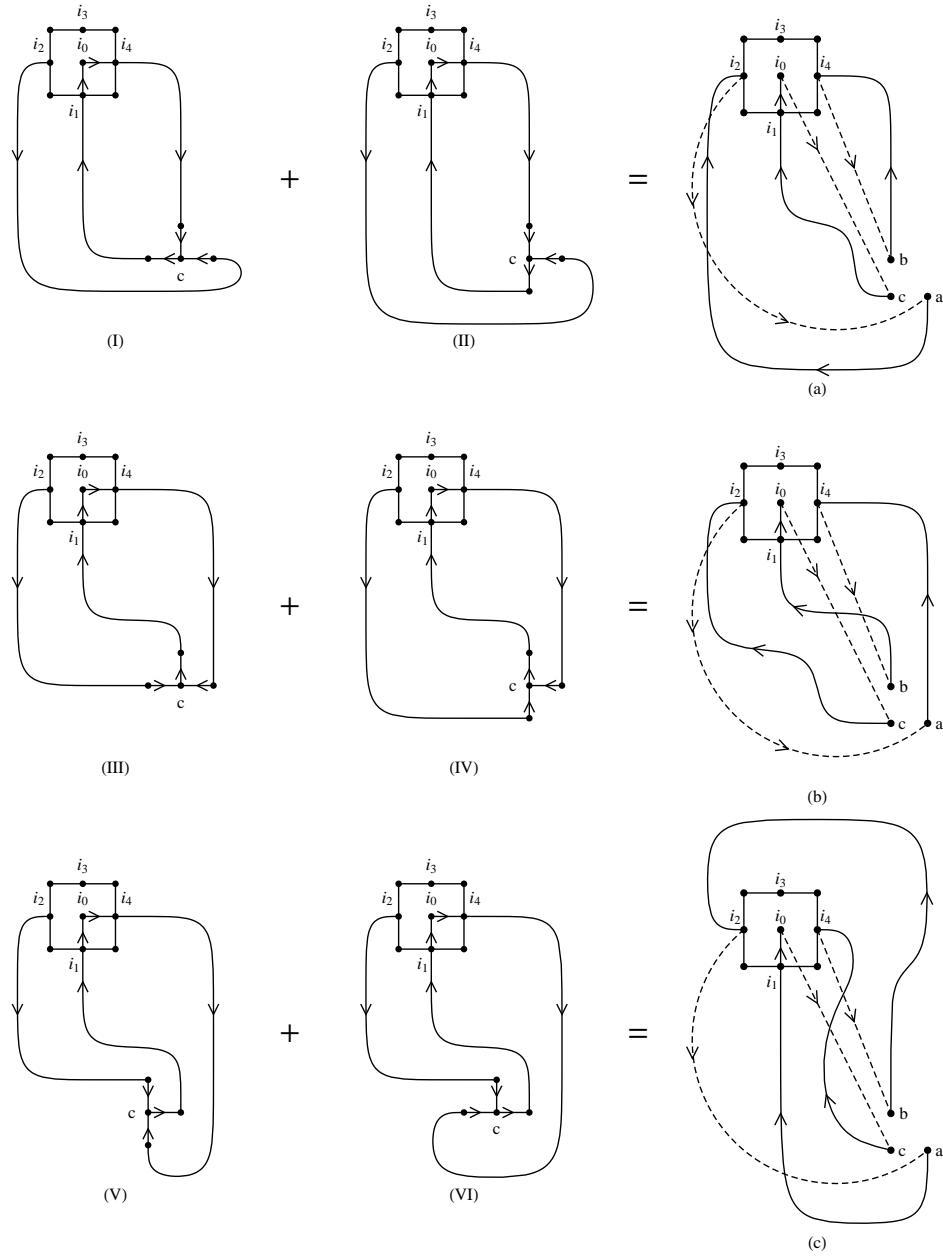 i₃ i₃ i₃
i₂ i₀ i₄ i₂ i₀ i₄ i₂ i₀ i₄
i₁ i₁ i₁
+ =
b
c c c a
(I) (II) (a)
i₃ i₃ i₃
i₂ i₀ i₄ i₂ i₀ i₄ i₂ i₀ i₄
i₁ i₁ i₁
+ =
b
c c c a
(III) (IV) (b)
i₃ i₃ i₃
i₂ i₀ i₄ i₂ i₀ i₄ i₂ i₀ i₄
i₁ i₁ i₁
+ =
c c b
c a
(V) (VI) (c)